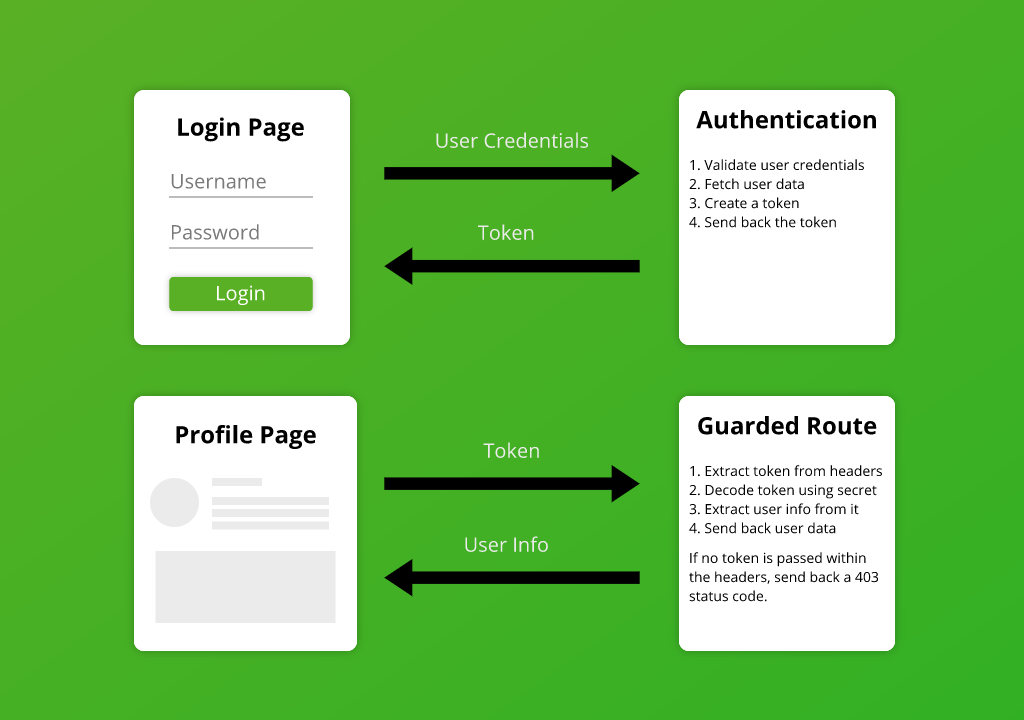 Login Page
Username
Password
Login
User Credentials
Token
Authentication
1. Validate user credentials
2. Fetch user data
3. Create a token
4. Send back the token
Profile Page
Token
User Info
Guarded Route
1. Extract token from headers
2. Decode token using secret
3. Extract user info from it
4. Send back user data
If no token is passed within
the headers, send back a 403
status code.